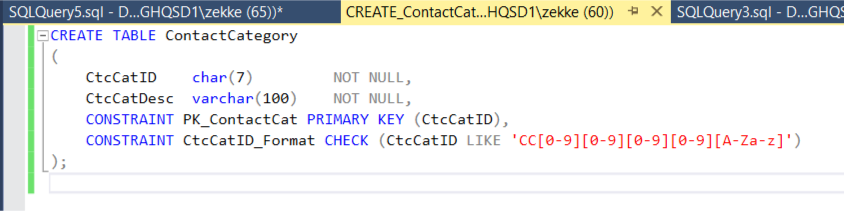 SQLQuery5.sql - D...GHQSD1\zekke (65))* CREATE_ContactCat...HQSD1\zekke (60)) SQLQuery3.sql - D...GHQS
CREATE TABLE ContactCategory
(
CtcCatID char(7) NOT NULL,
CtcCatDesc varchar(100) NOT NULL,
CONSTRAINT PK_ContactCat PRIMARY KEY (CtcCatID),
CONSTRAINT CtcCatID_Format CHECK (CtcCatID LIKE 'CC[0-9][0-9][0-9][0-9][A-Za-z]')
);